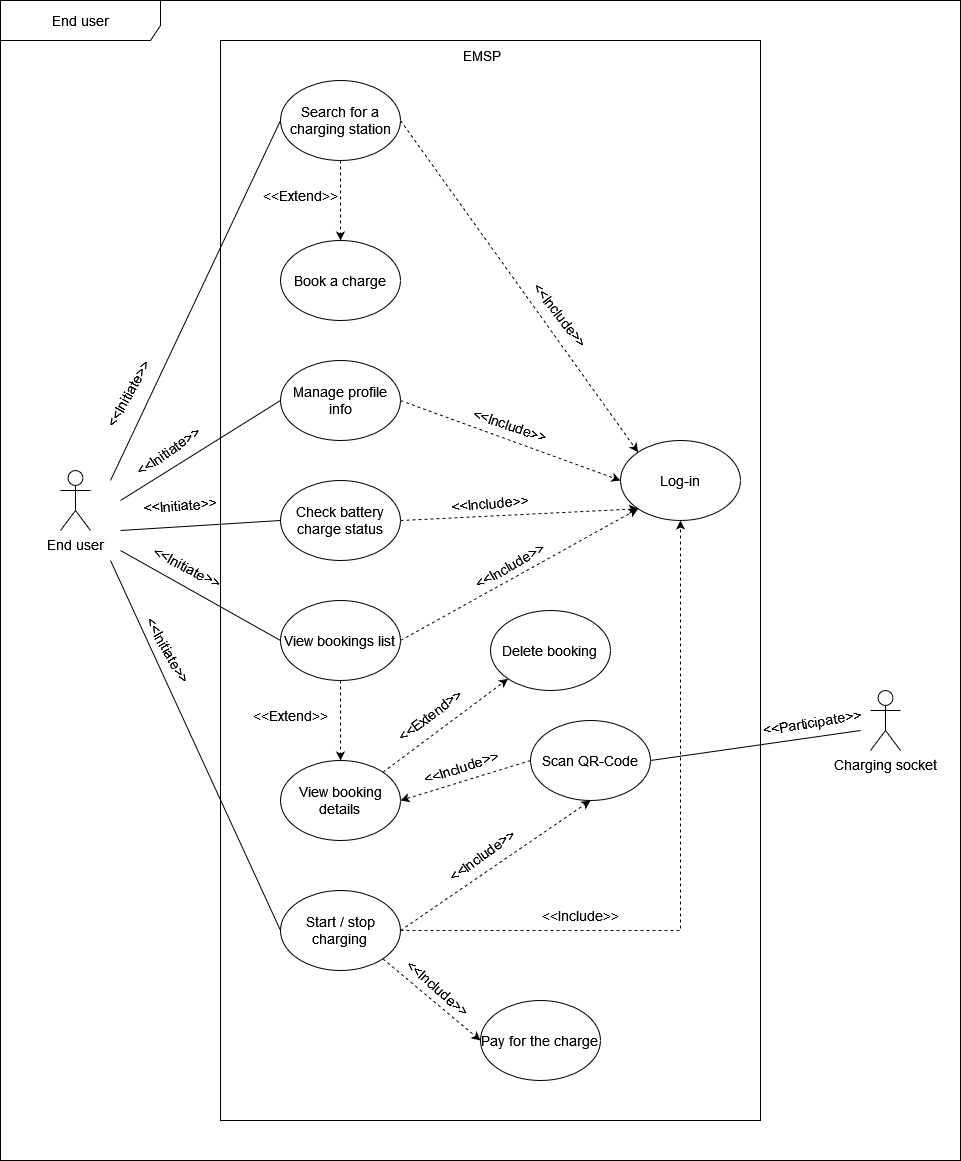 End user
EMSP
Search for a
charging station
<<Extend>>
Book a charge
<<Include>>
<<Initiate>>
Manage profile
info
<<Include>>
<<Initiate>>
Log-in
End user
<<Initiate>>
Check battery
charge status
<<Include>>
<<Initiate>>
<<Include>>
View bookings list
<<Initiate>>
Delete booking
<<Extend>>
<<Extend>>
<<Participate>>
Charging socket
Scan QR-Code
<<Include>>
View booking
details
<<Include>>
Start / stop
charging
<<Include>>
<<Include>>
Pay for the charge